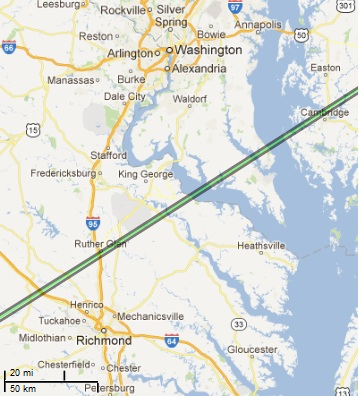 Leesburg
Rockville
Silver
Spring
97
301
Annapolis
Reston
Bowie
50
66
Arlington
Washington
Alexandria
Easton
Manassas
Burke
Dale City
Waldorf
Cambridge
15
Stafford
Fredericksburg
King George
95
Ruther Glen
Heathsville
Henrico
Tuckahoe
Mechanicsville
33
Midlothian
Richmond
64
Gloucester
Chesterfield
Chester
Petersburg
13
20 mi
50 km